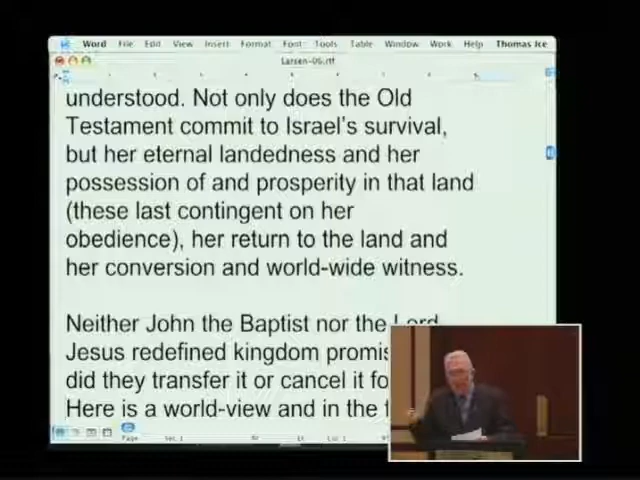 Word File Edit View Insert Format Font Tools Table Window Work Help Thomas Ice
Larsen-06.rtf
understood. Not only does the Old
Testament commit to Israel's survival,
but her eternal landedness and her
possession of and prosperity in that land
(these last contingent on her
obedience), her return to the land and
her conversion and world-wide witness.
Neither John the Baptist nor the Lord
Jesus redefined kingdom
did they transfer it or cancel it
Here is a world-view and in the
Page Sec 1